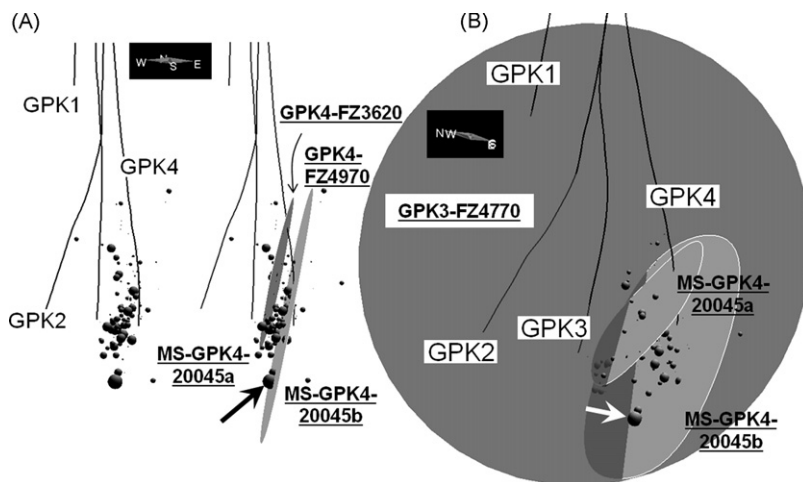 (A)
W N S E
GPK1
GPK4
GPK2
GPK4-FZ3620
GPK4-
FZ4970
MS-GPK4-
20045a
MS-GPK4-
20045b
(B)
GPK1
N W
GPK3-FZ4770
GPK4
GPK2
GPK3
MS-GPK4-
20045a
MS-GPK4-
20045b